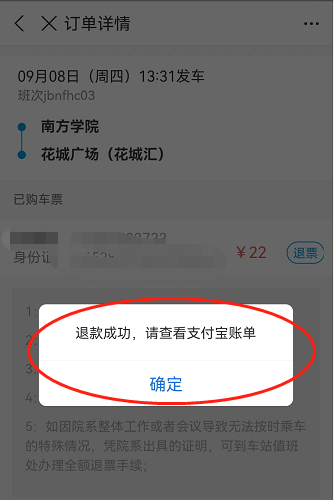 订单详情
09月08日（周四）13:31发车
班次jbnfhc03
南方学院
花城广场（花城汇）
已购车票
身份证
￥22
退票
1：
2：
退款成功，请查看支付宝账单
3：
确定
4：
5：如因院系整体工作或者会议导致无法按时乘车
的特殊情况，凭院系出具的证明，可到车站值班
处办理全额退票手续；